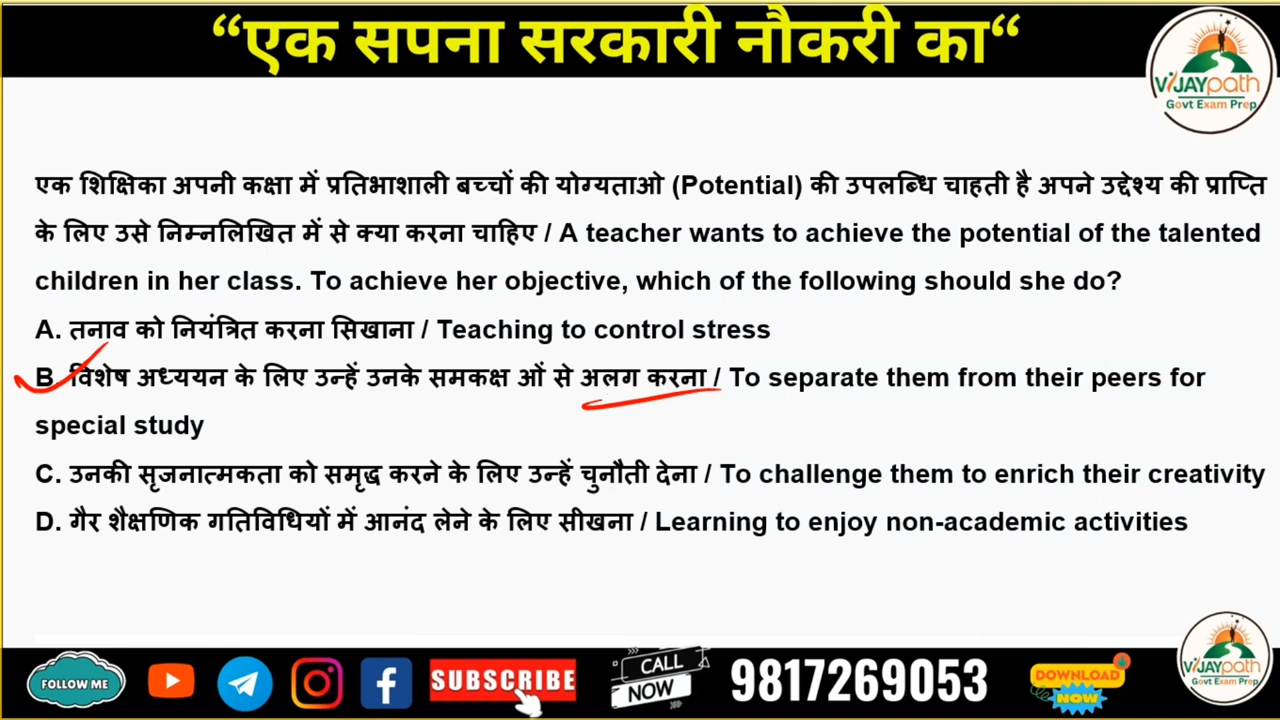 “एक सपना सरकारी नौकरी का“
VIJAYpath
Govt Exam Prep
एक शिक्षिका अपनी कक्षा में प्रतिभाशाली बच्चों की योग्यताओ (Potential) की उपलब्धि चाहती है अपने उद्देश्य की प्राप्ति
के लिए उसे निम्नलिखित में से क्या करना चाहिए / A teacher wants to achieve the potential of the talented
children in her class. To achieve her objective, which of the following should she do?
A. तनाव को नियंत्रित करना सिखाना / Teaching to control stress
B. विशेष अध्ययन के लिए उन्हें उनके समकक्ष ओं से अलग करना / To separate them from their peers for
special study
C. उनकी सृजनात्मकता को समृद्ध करने के लिए उन्हें चुनौती देना / To challenge them to enrich their creativity
D. गैर शैक्षणिक गतिविधियों में आनंद लेने के लिए सीखना / Learning to enjoy non-academic activities
FOLLOW ME
SUBSCRIBE
CALL
NOW
9817269053
DOWNLOAD
NOW
VIJAYpath
Govt Exam Prep